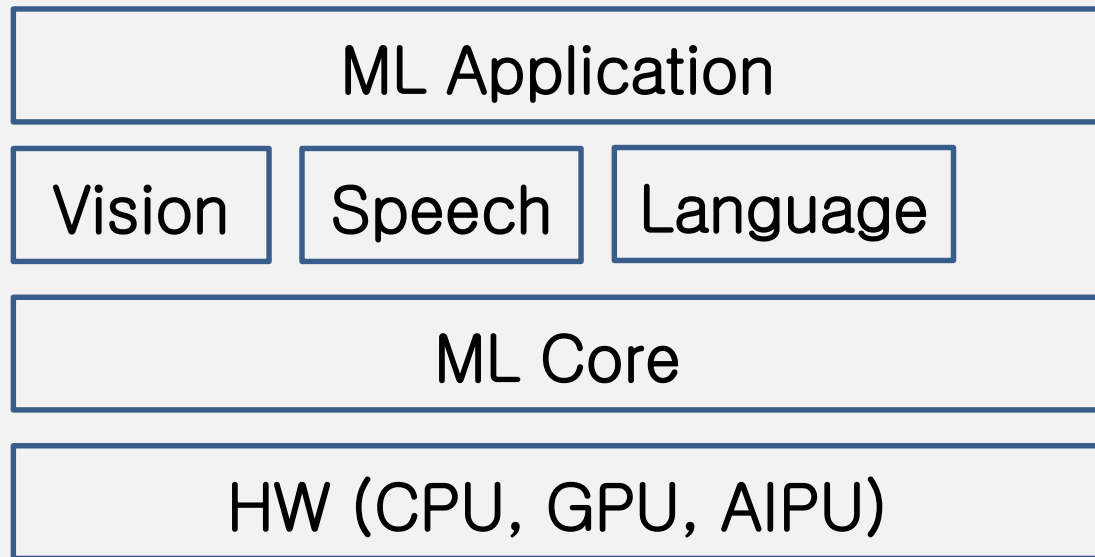 ML Application
Vision Speech Language
ML Core
HW (CPU, GPU, AIPU)